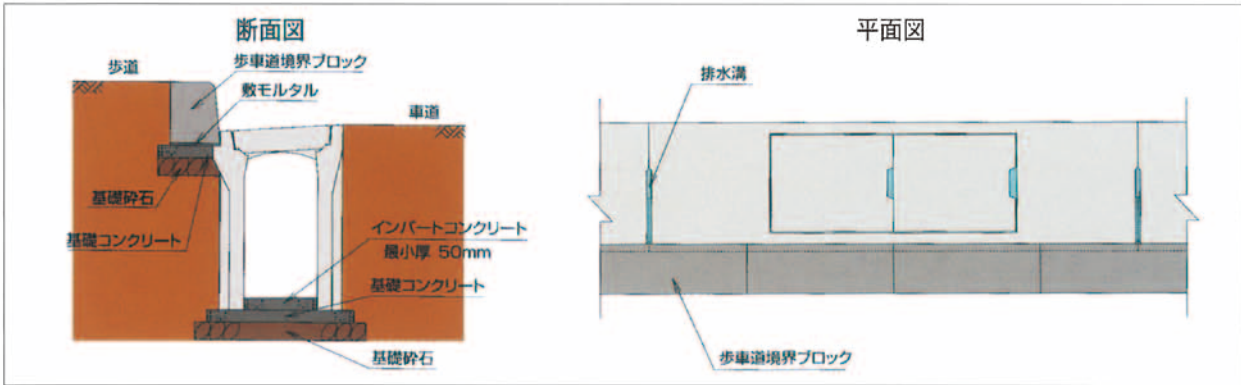 断面図
歩道
歩車道境界ブロック
敷モルタル
車道
基礎砕石
基礎コンクリート
インバートコンクリート
最小厚 50mm
基礎コンクリート
基礎砕石
平面図
排水溝
歩車道境界ブロック